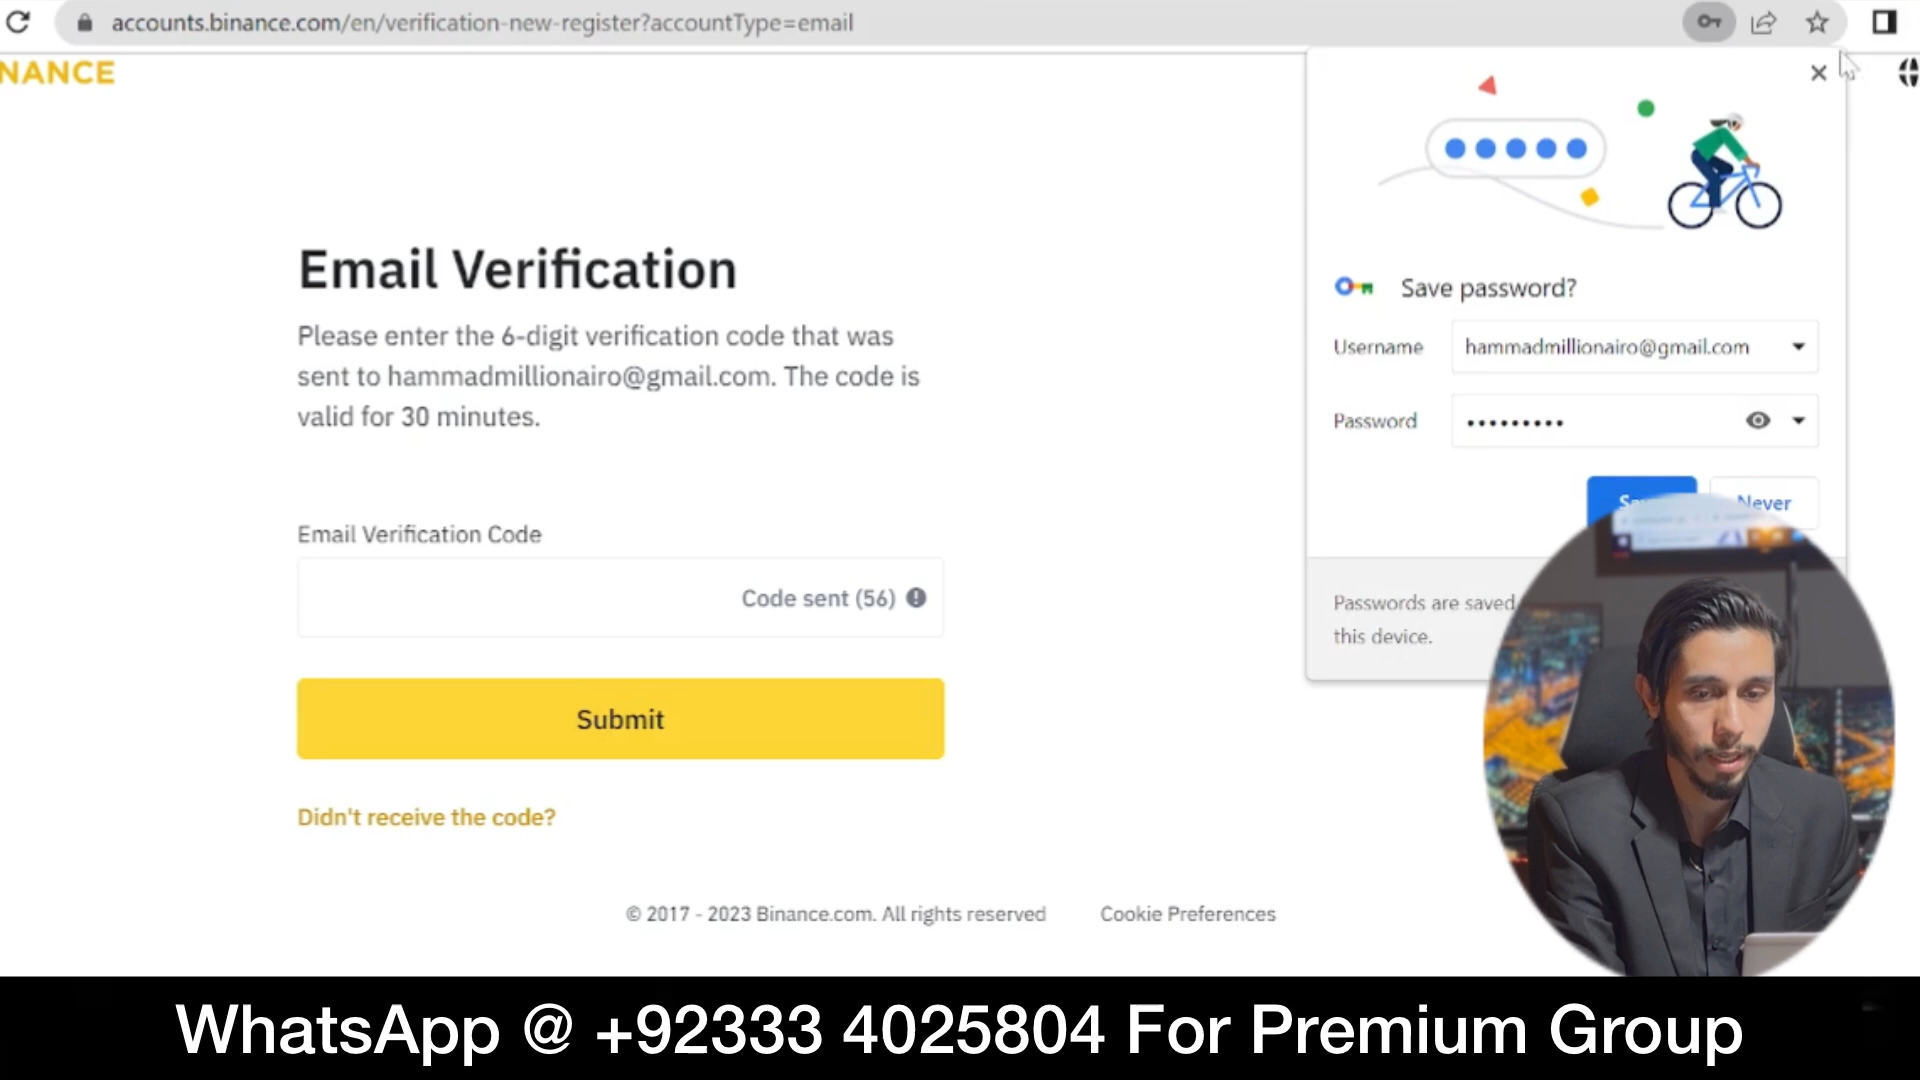 accounts.binance.com/en/verification-new-register?accountType=email
NANCE
Save password?
Username hammadmillionairo@gmail.com
Password •••••••••
Never
Passwords are saved
this device.
Email Verification
Please enter the 6-digit verification code that was
sent to hammadmillionairo@gmail.com. The code is
valid for 30 minutes.
Email Verification Code
Code sent (56)
Submit
Didn't receive the code?
© 2017 - 2023 Binance.com. All rights reserved Cookie Preferences
WhatsApp @ +92333 4025804 For Premium Group